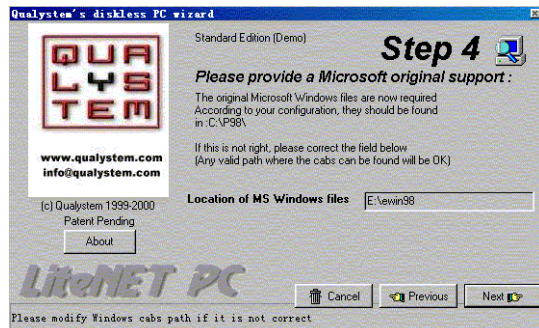 Qualystem's diskless PC wizard
QUA
LYS
TEM
www.qualystem.com
info@qualystem.com
(c) Qualystem 1999-2000
Patent Pending
About
LiteNET PC
Standard Edition (Demo)
Step 4
Please provide a Microsoft original support :
The original Microsoft Windows files are now required
According to your configuration, they should be found
in :C:\P98\
If this is not right, please correct the field below
(Any valid path where the cabs can be found will be OK)
Location of MS Windows files E:\ewin98
Cancel Previous Next
Please modify Windows cabs path if it is not correct